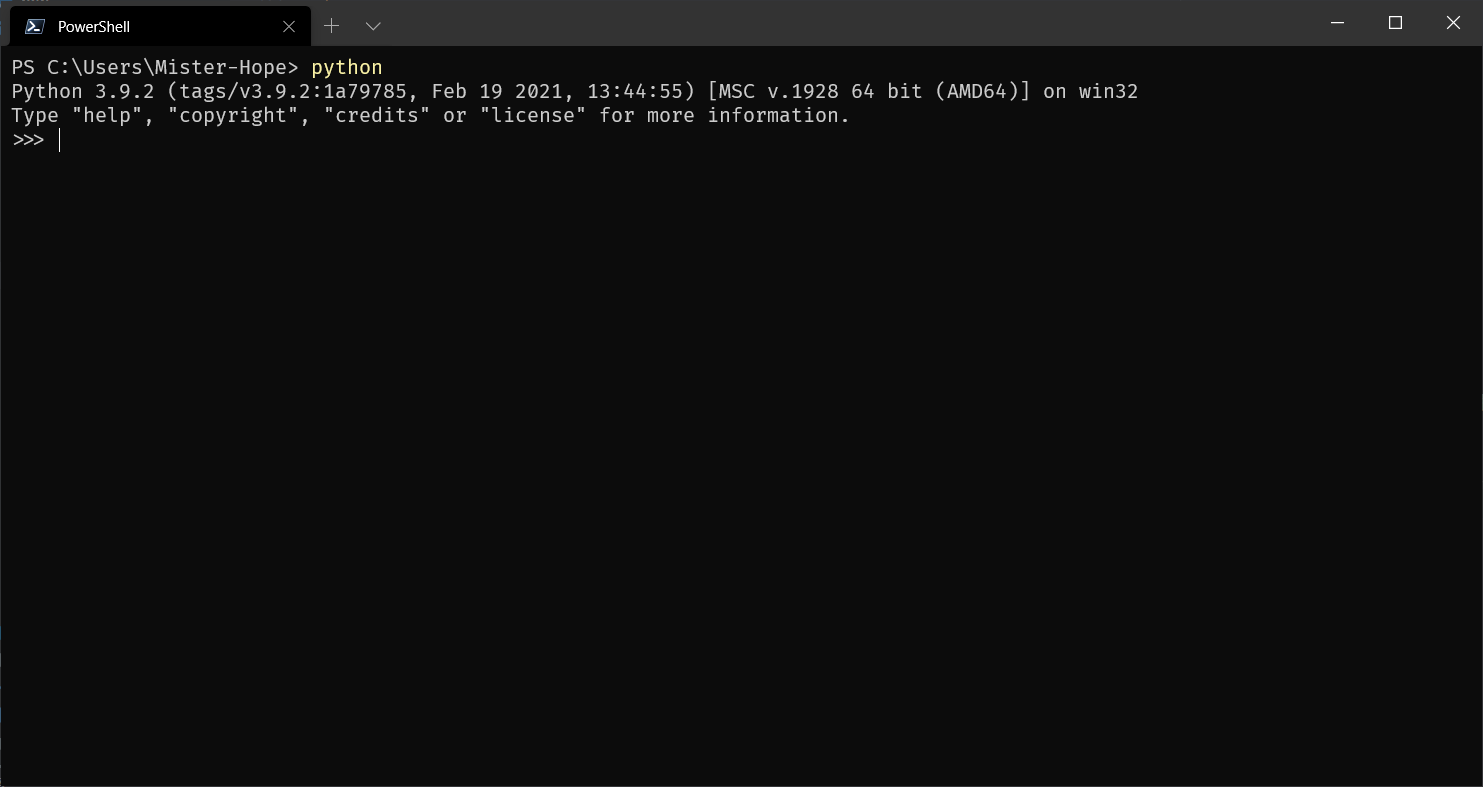 PowerShell
PS C:\Users\Mister-Hope> python
Python 3.9.2 (tags/v3.9.2:1a79785, Feb 19 2021, 13:44:55) [MSC v.1928 64 bit (AMD64)] on win32
Type "help", "copyright", "credits" or "license" for more information.
>>>